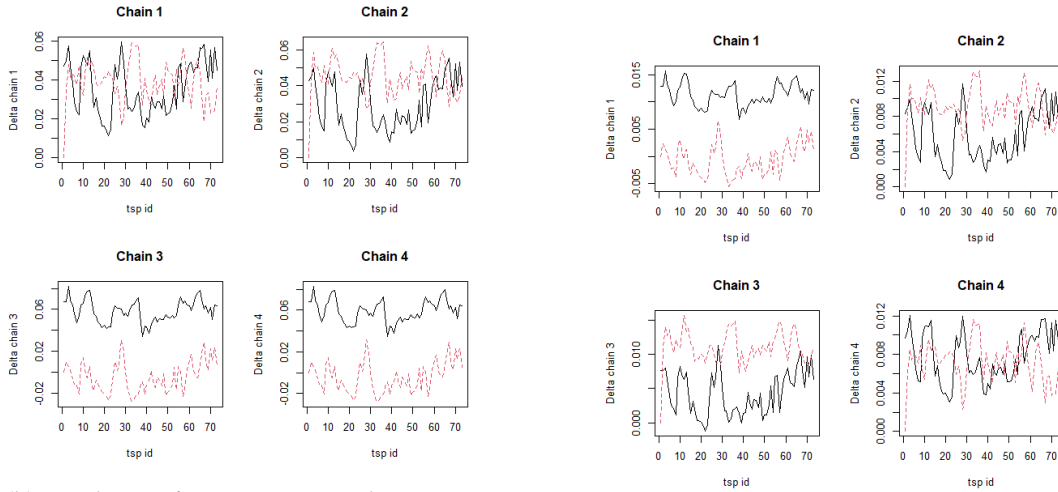 Chain 1
Chain 2
Delta chain 1
0.00 0.02 0.04 0.06
0 10 20 30 40 50 60 70
tsp id
Delta chain 2
0.00 0.02 0.04 0.06
0 10 20 30 40 50 60 70
tsp id
Chain 3
Chain 4
Delta chain 3
-0.02 0.02 0.06
0 10 20 30 40 50 60 70
tsp id
Delta chain 4
-0.02 0.02 0.06
0 10 20 30 40 50 60 70
tsp id
Chain 1
Chain 2
Delta chain 1
-0.005 0.005 0.015
0 10 20 30 40 50 60 70
tsp id
Delta chain 2
0.000 0.004 0.008 0.012
0 10 20 30 40 50 60 70
tsp id
Chain 3
Chain 4
Delta chain 3
0.000 0.010
0 10 20 30 40 50 60 70
tsp id
Delta chain 4
0.000 0.004 0.008 0.012
0 10 20 30 40 50 60 70
tsp id